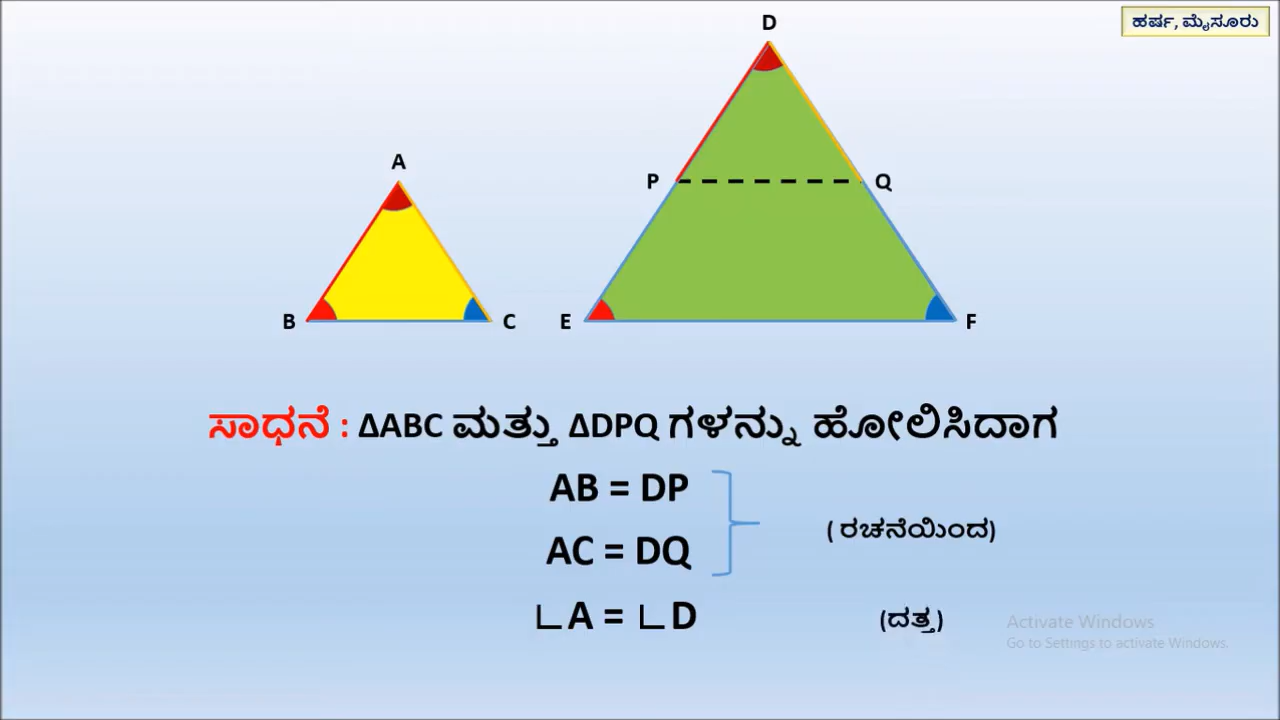 ಹರ್ಷ, ಮೈಸೂರು
D
A
P
Q
B
C
E
F
ಸಾಧನೆ : ΔABC ಮತ್ತು ΔDPQ ಗಳನ್ನು ಹೋಲಿಸಿದಾಗ
AB = DP
( ರಚನೆಯಿಂದ)
AC = DQ
∟A = ∟D
(ದತ್ತ)
Activate Windows
Go to Settings to activate Windows.